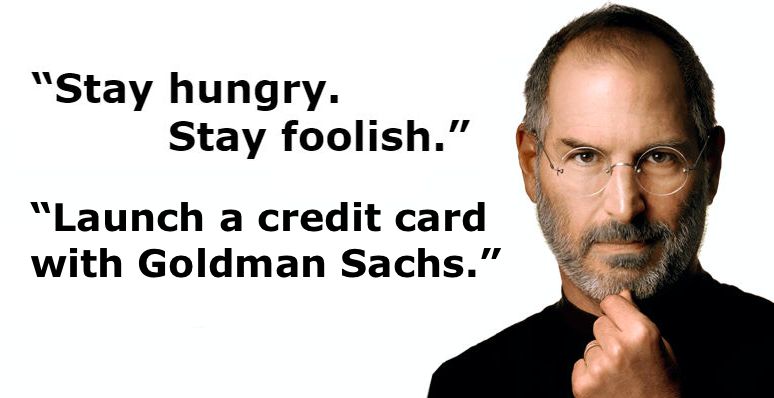 “Stay hungry.
Stay foolish.”
“Launch a credit card
with Goldman Sachs.”